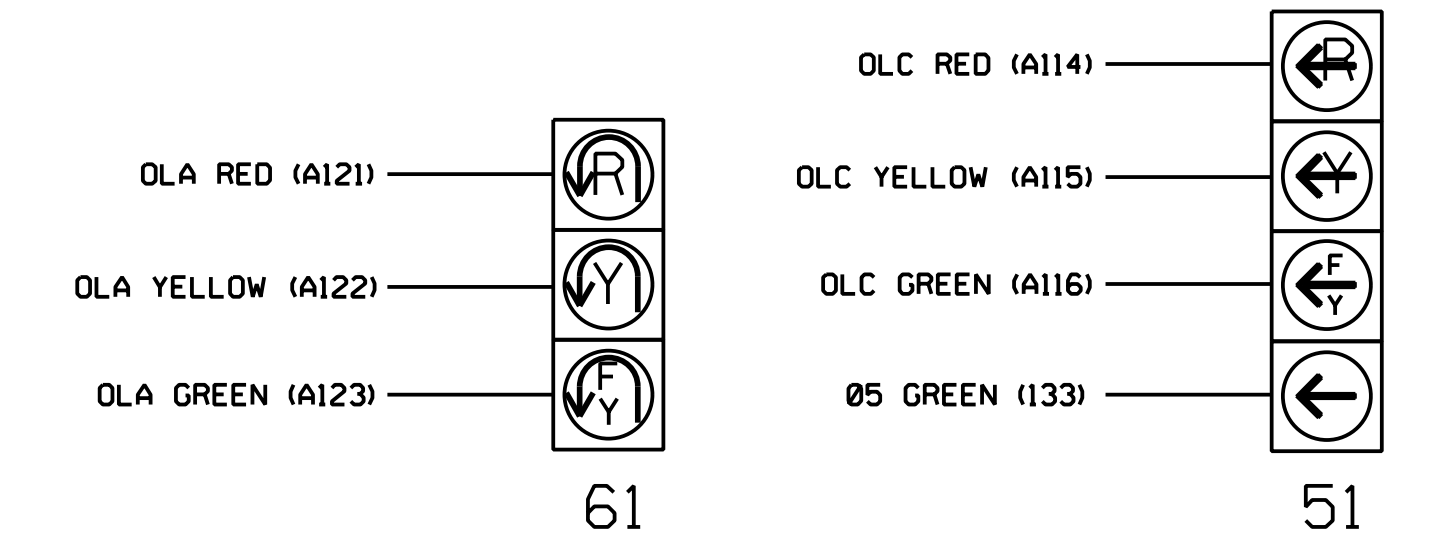 OLA RED (A121)
R
OLA YELLOW (A122)
Y
OLA GREEN (A123)
F
Y
61
OLC RED (A114)
R
OLC YELLOW (A115)
Y
OLC GREEN (A116)
F
Y
Ø5 GREEN (133)
51